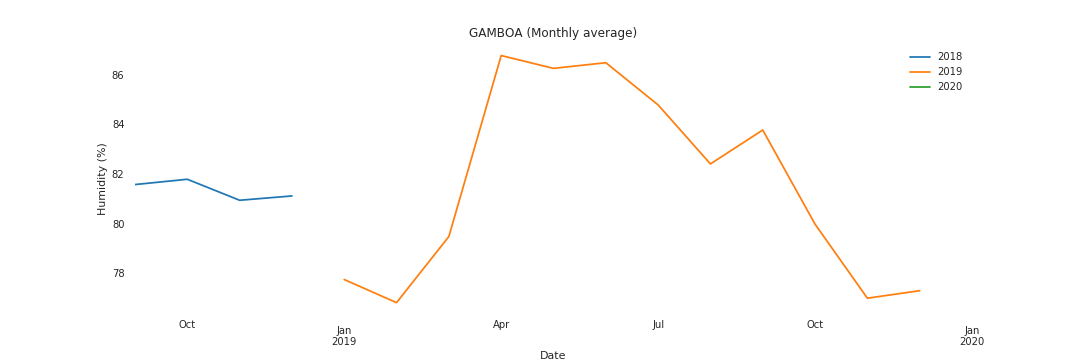 GAMBOA (Monthly average)
2018
2019
2020
Humidity (%)
86
84
82
80
78
Oct
Jan
2019
Apr
Jul
Oct
Jan
2020
Date